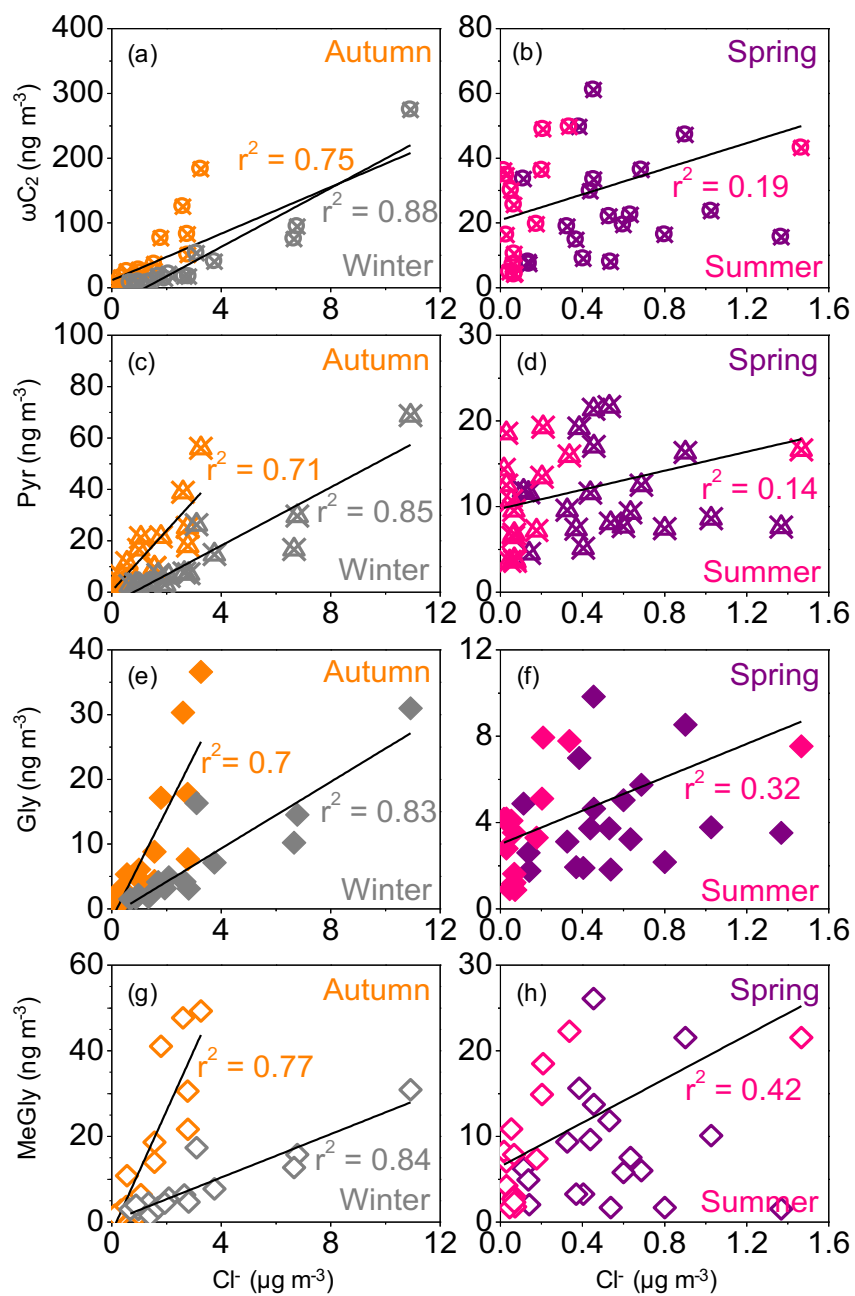 400
300
200
100
0
ωC₂ (ng m⁻³)
(a)
Autumn
r² = 0.75
r² = 0.88
Winter
0
4
8
12
80
60
40
20
0
(b)
Spring
r² = 0.19
Summer
0.0
0.4
0.8
1.2
1.6
100
80
60
40
20
0
Pyr (ng m⁻³)
(c)
Autumn
r² = 0.71
r² = 0.85
Winter
0
4
8
12
30
20
10
0
(d)
Spring
r² = 0.14
Summer
0.0
0.4
0.8
1.2
1.6
40
30
20
10
0
Gly (ng m⁻³)
(e)
Autumn
r² = 0.7
r² = 0.83
Winter
0
4
8
12
12
8
4
0
(f)
Spring
r² = 0.32
Summer
0.0
0.4
0.8
1.2
1.6
60
40
20
0
MeGly (ng m⁻³)
(g)
Autumn
r² = 0.77
r² = 0.84
Winter
0
4
8
12
Cl⁻ (µg m⁻³)
30
20
10
0
(h)
Spring
r² = 0.42
Summer
0.0
0.4
0.8
1.2
1.6
Cl⁻ (µg m⁻³)